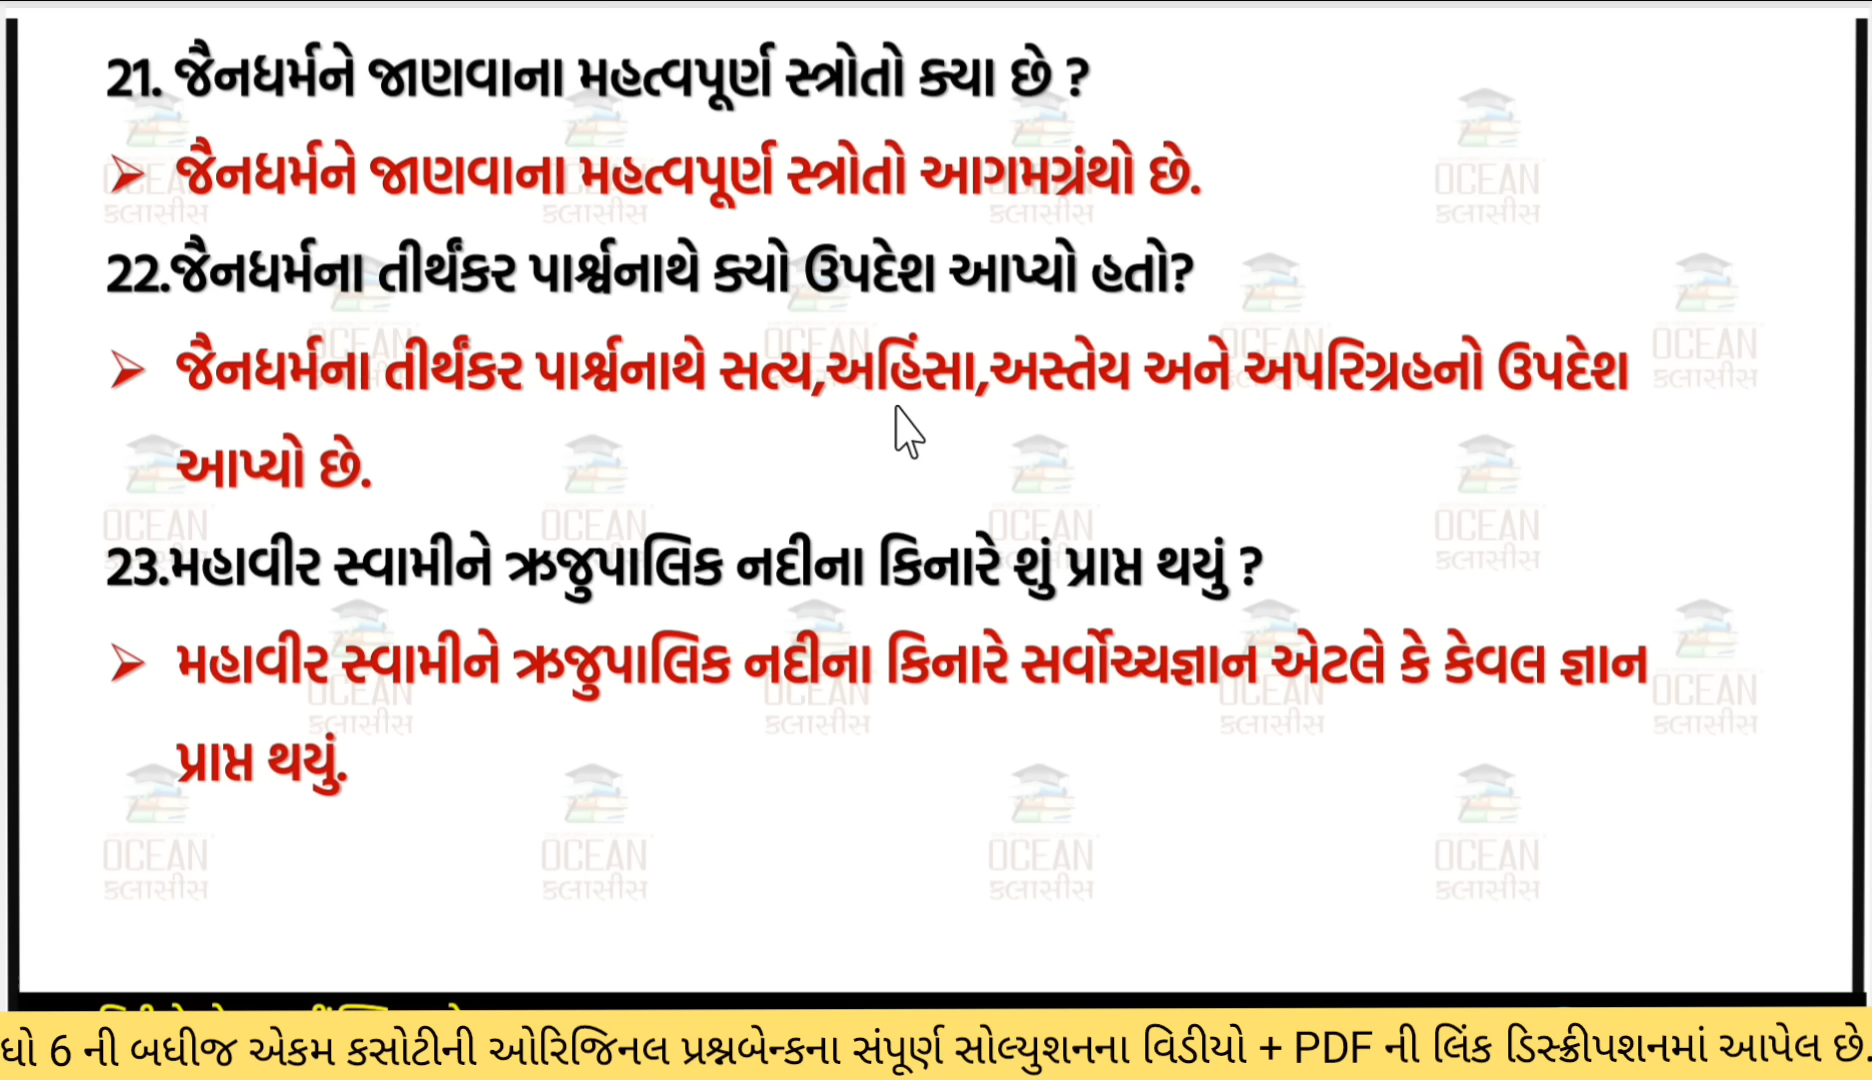 21. જૈનધર્મને જાણવાના મહત્વપૂર્ણ સ્ત્રોતો ક્યા છે ?
➢ જૈનધર્મને જાણવાના મહત્વપૂર્ણ સ્ત્રોતો આગમગ્રંથો છે.
22.જૈનધર્મના તીર્થંકર પાર્શ્વનાથે ક્યો ઉપદેશ આપ્યો હતો?
➢ જૈનધર્મના તીર્થંકર પાર્શ્વનાથે સત્ય,અહિંસા,અસ્તેય અને અપરિગ્રહનો ઉપદેશ
આપ્યો છે.
23.મહાવીર સ્વામીને ઋજુપાલિક નદીના કિનારે શું પ્રાપ્ત થયું ?
➢ મહાવીર સ્વામીને ઋજુપાલિક નદીના કિનારે સર્વોચ્ચજ્ઞાન એટલે કે કેવલ જ્ઞાન
પ્રાપ્ત થયું.
OCEAN
ક્લાસીસ
ધો 6 ની બધીજ એકમ કસોટીની ઓરિજિનલ પ્રશ્નબેન્કના સંપૂર્ણ સોલ્યુશનના વિડીયો + PDF ની લિંક ડિસ્ક્રીપશનમાં આપેલ છે.